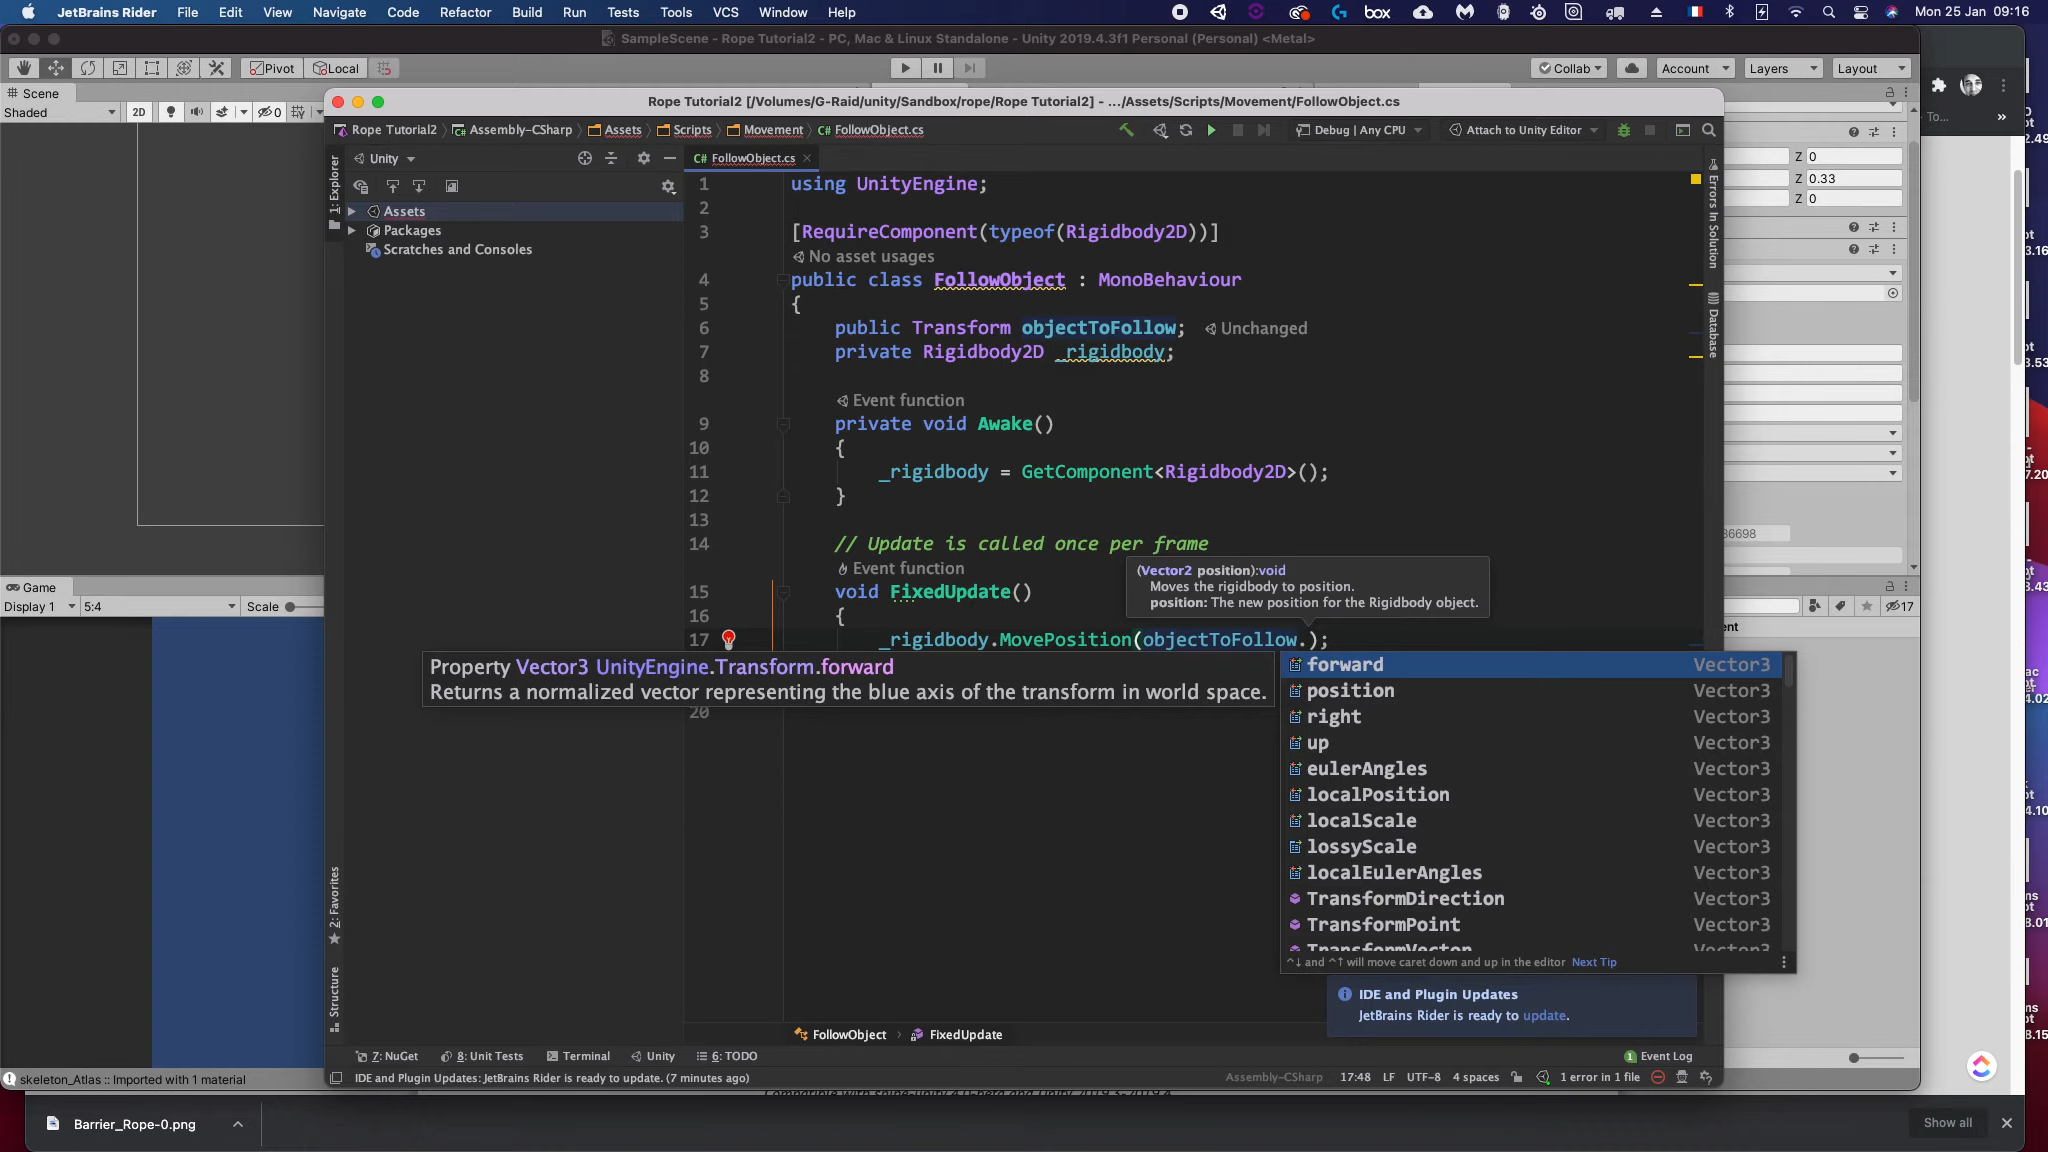 JetBrains Rider File Edit View Navigate Code Refactor Build Run Tests Tools VCS Window Help box Mon 25 Jan 09:16
SampleScene - Rope Tutorial2 - PC, Mac & Linux Standalone - Unity 2019.4.3f1 Personal (Personal) <Metal>
Pivot Local Collab Account Layers Layout
Scene
Shaded 2D 0
Rope Tutorial2 [/Volumes/G-Raid/unity/Sandbox/rope/Rope Tutorial2] - .../Assets/Scripts/Movement/FollowObject.cs
Rope Tutorial2 Assembly-CSharp Assets Scripts Movement FollowObject.cs Debug | Any CPU Attach to Unity Editor
Unity FollowObject.cs
1: Explorer
Assets
Packages
Scratches and Consoles
2: Favorites
Structure
1 using UnityEngine;
2
3 [RequireComponent(typeof(Rigidbody2D))]
No asset usages
4 public class FollowObject : MonoBehaviour
5 {
6 public Transform objectToFollow; Unchanged
7 private Rigidbody2D _rigidbody;
8
Event function
9 private void Awake()
10 {
11 _rigidbody = GetComponent<Rigidbody2D>();
12 }
13
14 // Update is called once per frame
Event function
15 void FixedUpdate()
16 {
17 _rigidbody.MovePosition(objectToFollow.);
20
(Vector2 position):void
Moves the rigidbody to position.
position: The new position for the Rigidbody object.
Property Vector3 UnityEngine.Transform.forward
Returns a normalized vector representing the blue axis of the transform in world space.
forward Vector3
position Vector3
right Vector3
up Vector3
eulerAngles Vector3
localPosition Vector3
localScale Vector3
lossyScale Vector3
localEulerAngles Vector3
TransformDirection Vector3
TransformPoint Vector3
TransformVector Vector3
^↓ and ^↑ will move caret down and up in the editor Next Tip
IDE and Plugin Updates
JetBrains Rider is ready to update.
Errors In Solution
Database
Z 0
Z 0.33
Z 0
17
Game
Display 1 5:4 Scale
FollowObject FixedUpdate
7: NuGet 8: Unit Tests Terminal Unity 6: TODO 1 Event Log
IDE and Plugin Updates: JetBrains Rider is ready to update. (7 minutes ago) Assembly-CSharp 17:48 LF UTF-8 4 spaces 1 error in 1 file
skeleton_Atlas :: Imported with 1 material
Barrier_Rope-0.png Show all